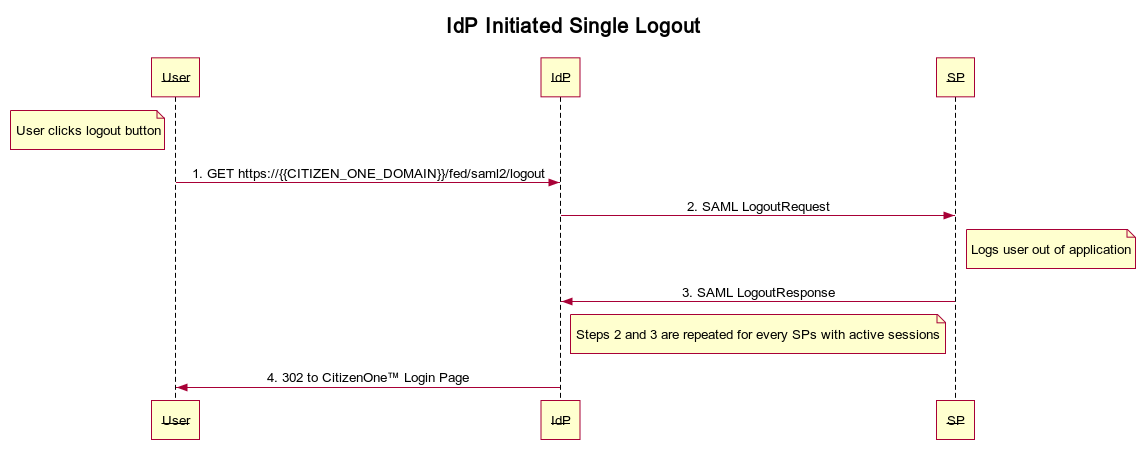 IdP Initiated Single Logout
User
IdP
SP
User clicks logout button
1. GET https://{{CITIZEN_ONE_DOMAIN}}/fed/saml2/logout
2. SAML LogoutRequest
Logs user out of application
3. SAML LogoutResponse
Steps 2 and 3 are repeated for every SPs with active sessions
4. 302 to CitizenOne™ Login Page
User
IdP
SP